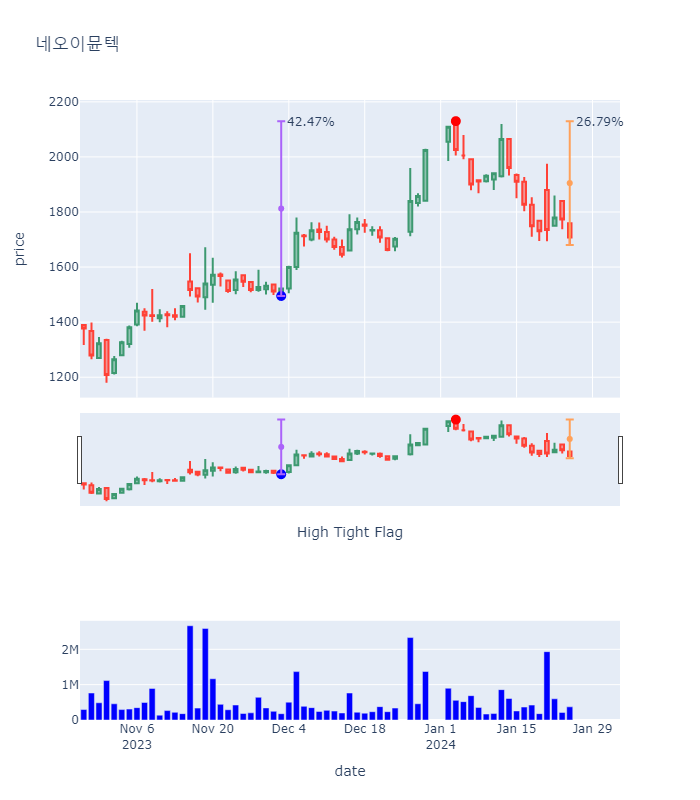 네오이뮨텍
2200
2000
1800
1600
1400
1200
price
42.47%
26.79%
High Tight Flag
2M
1M
0
Nov 6
2023
Nov 20
Dec 4
Dec 18
Jan 1
2024
Jan 15
Jan 29
date